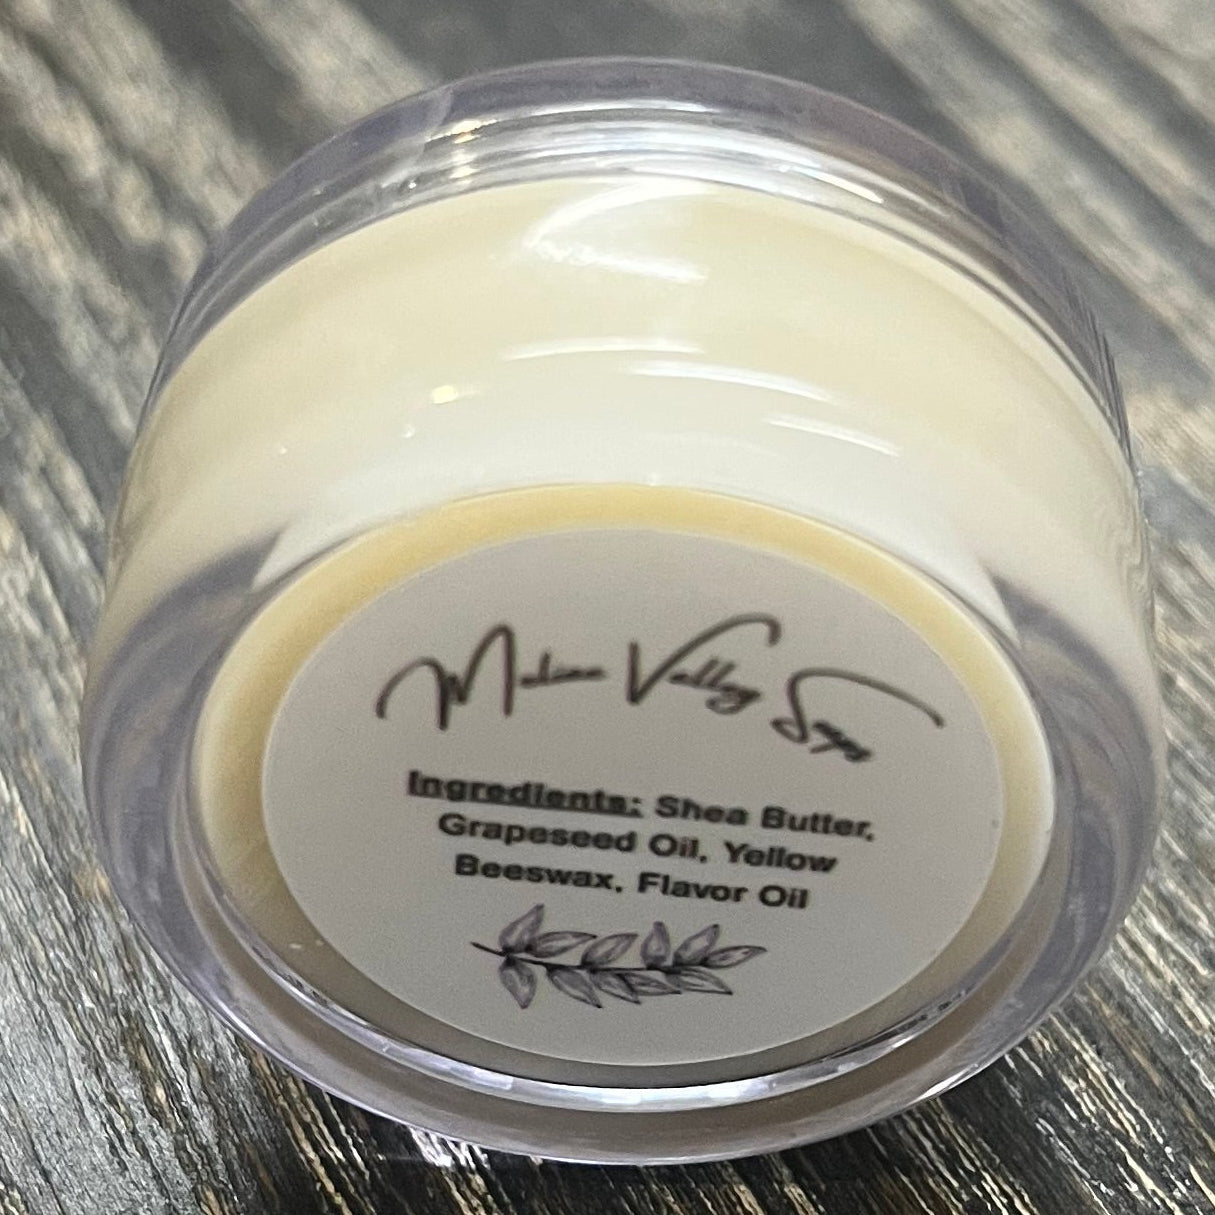 Valley Soaps
Ingredients: Shea Butter,
Grapeseed Oil, Yellow
Beeswax, Flavor Oil